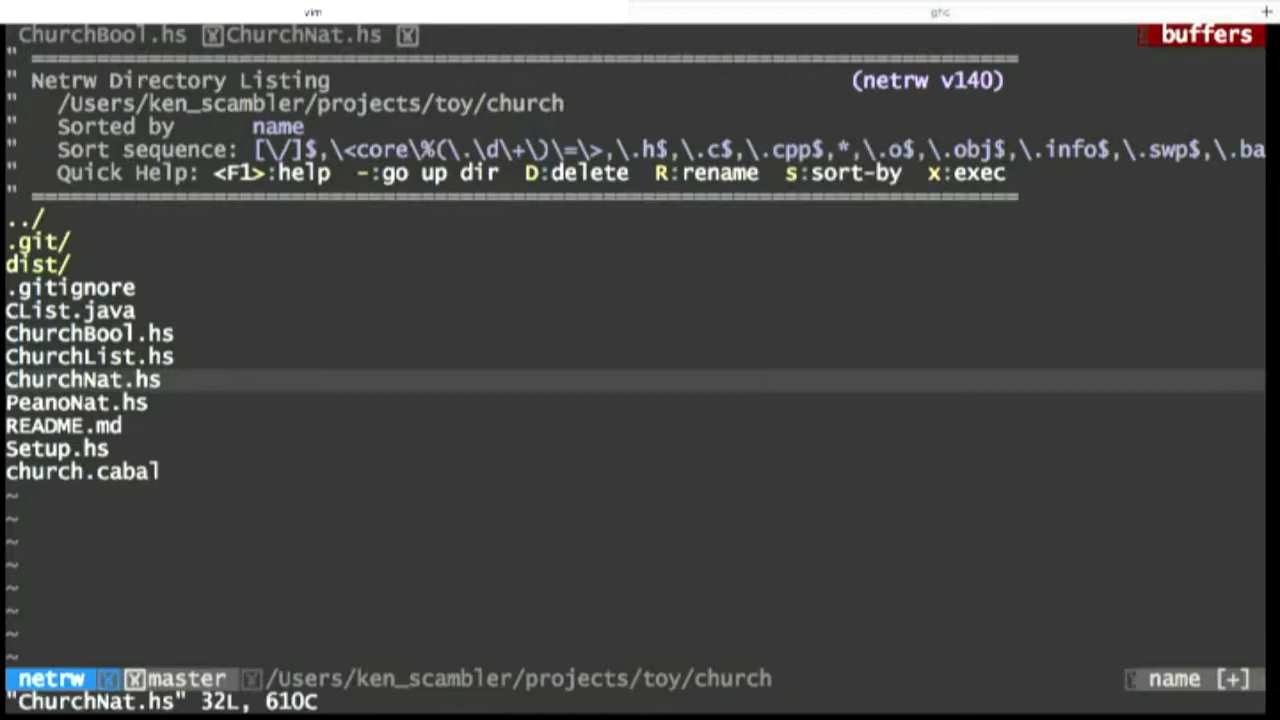 vim ghc +
ChurchBool.hs ChurchNat.hs buffers
" ============================================================================
" Netrw Directory Listing (netrw v140)
" /Users/ken_scambler/projects/toy/church
" Sorted by name
" Sort sequence: [\/]$,\<core\%(\.\d\+\)\=\>,\.h$,\.c$,\.cpp$,*,\.o$,\.obj$,\.info$,\.swp$,\.ba
" Quick Help: <F1>:help -:go up dir D:delete R:rename s:sort-by x:exec
" ============================================================================
../
.git/
dist/
.gitignore
CList.java
ChurchBool.hs
ChurchList.hs
ChurchNat.hs
PeanoNat.hs
README.md
Setup.hs
church.cabal
~
~
~
~
~
~
~
~
netrw master /Users/ken_scambler/projects/toy/church name [+]
"ChurchNat.hs" 32L, 610C